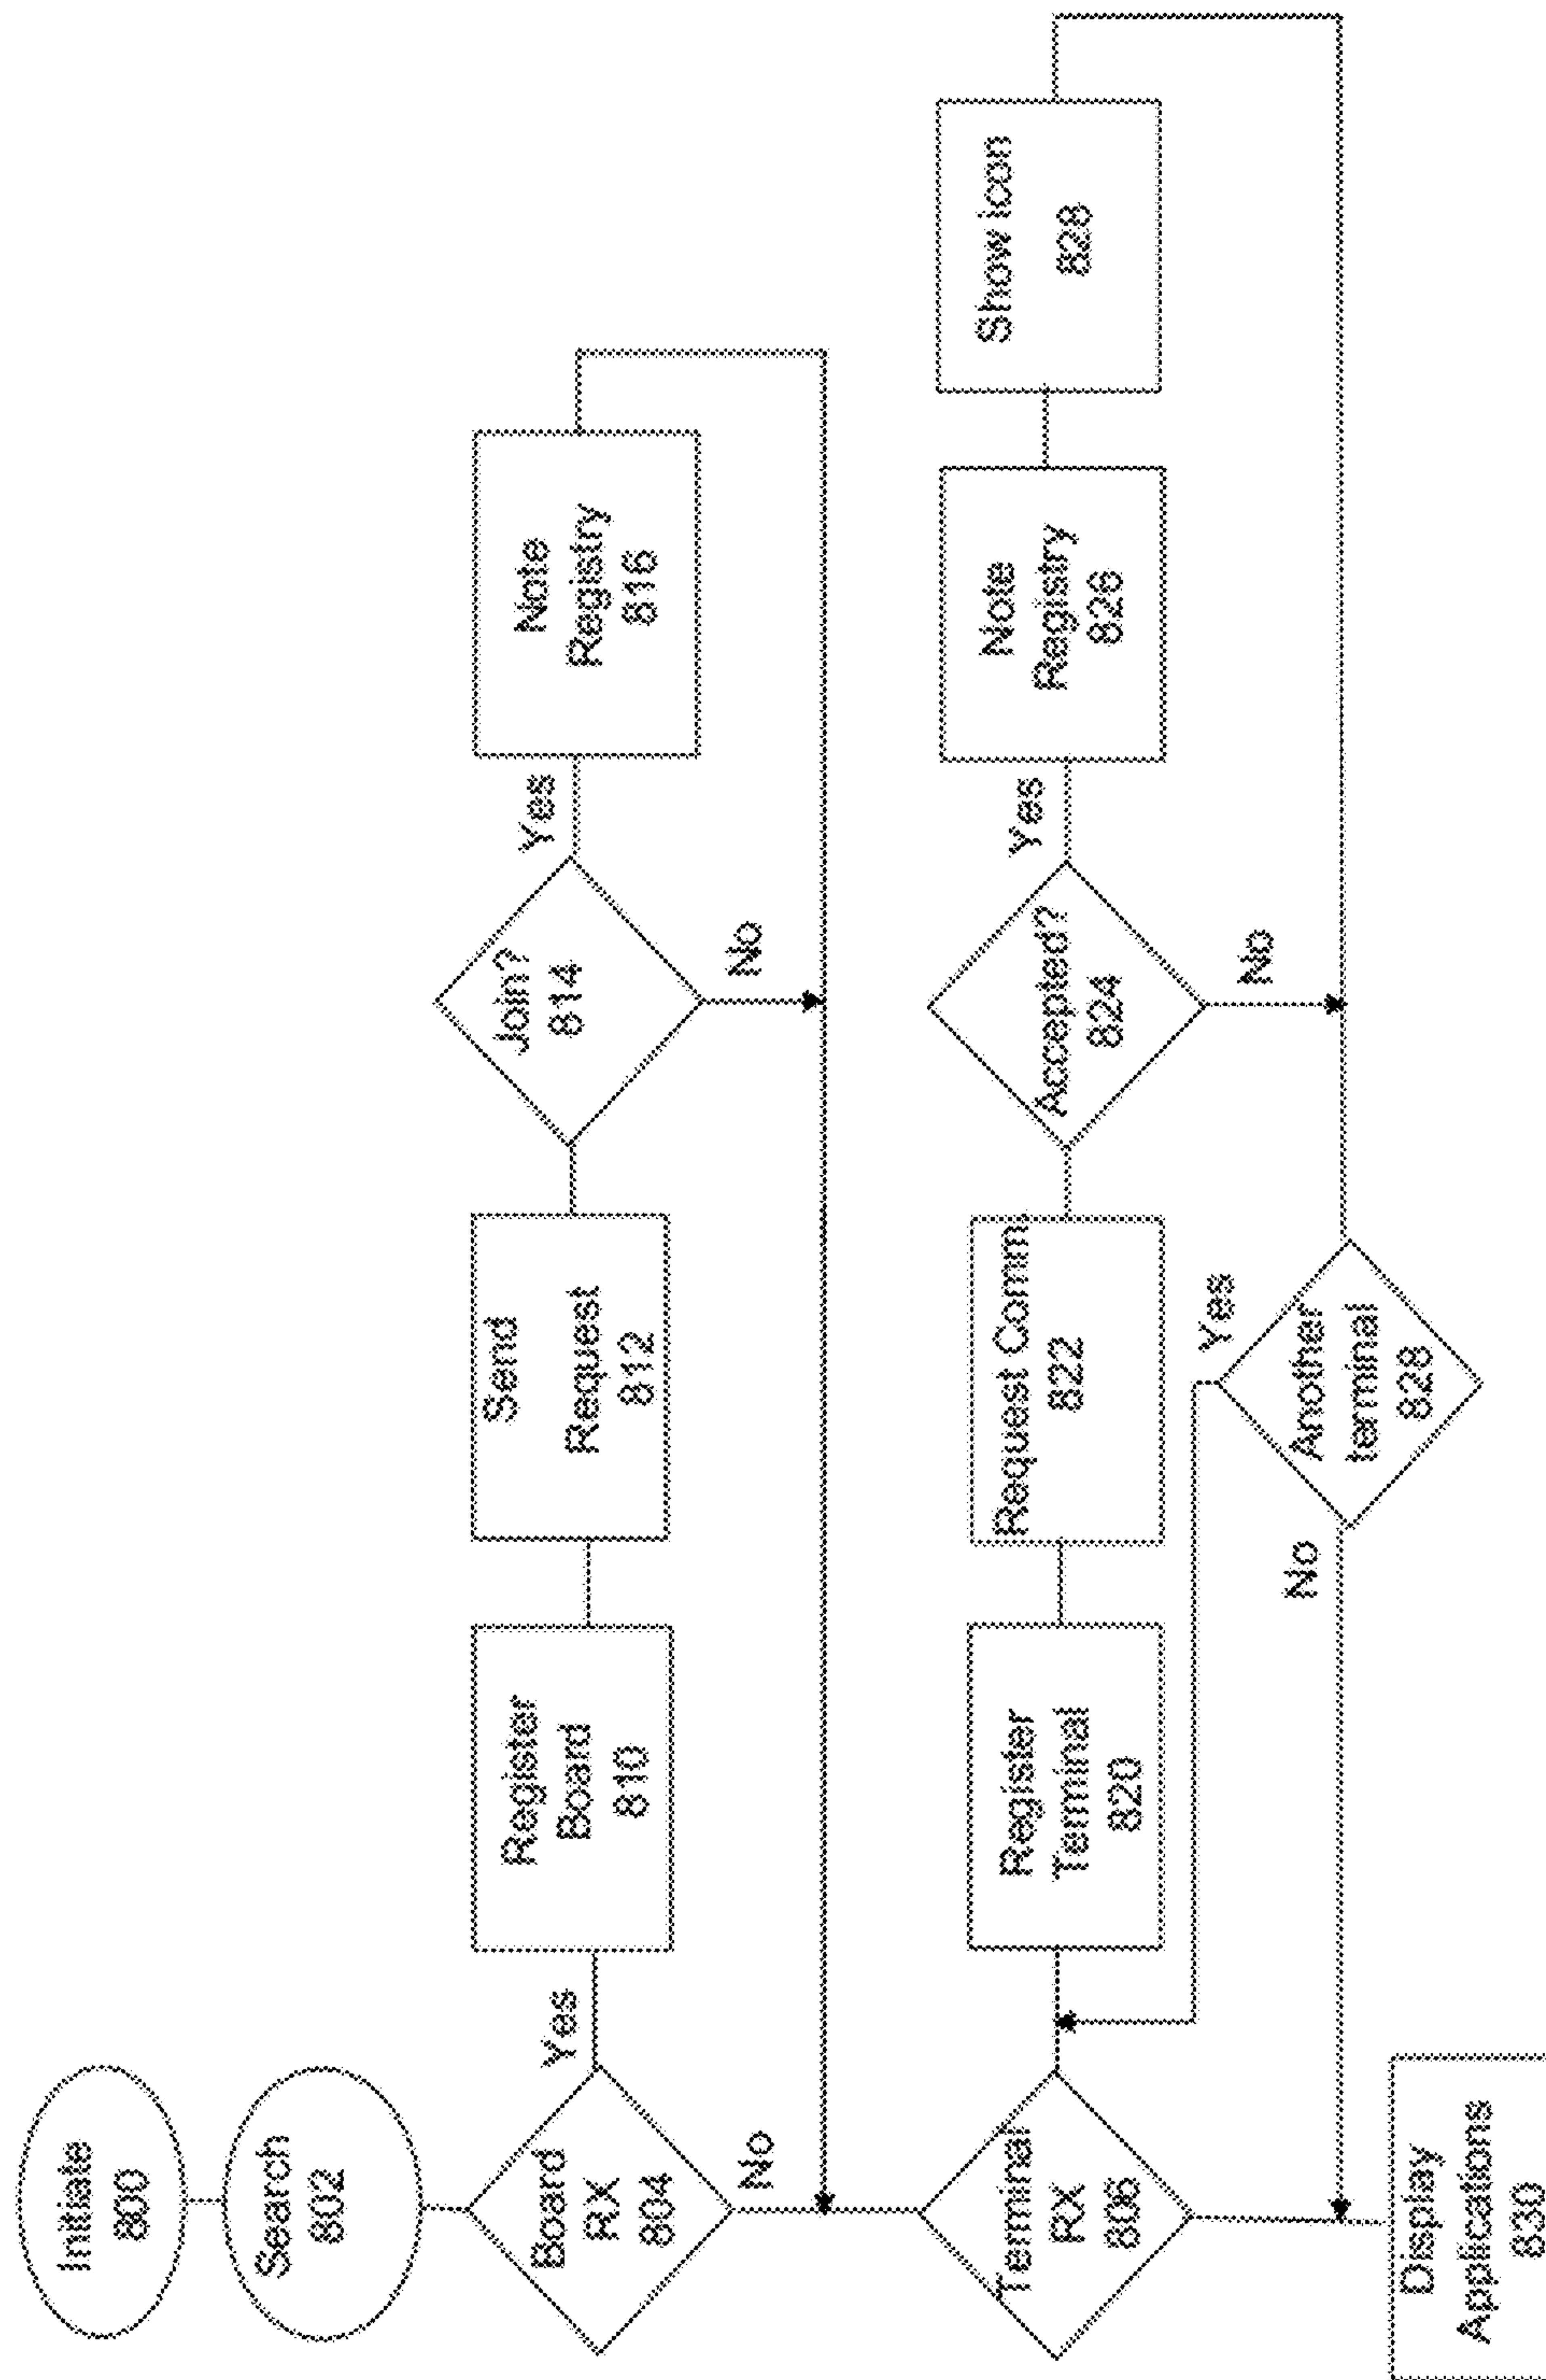 Initiate
800
Search
802
Board
RX
804
Yes
No
Register
Board
810
Send
Request
812
Join?
814
Yes
No
Note
Registry
816
Terminal
RX
806
Register
Terminal
820
Request Comm.
822
Accepted?
824
Yes
No
Note
Registry
826
Show icon
828
Another
terminal
828
Yes
No
Display
Applications
830